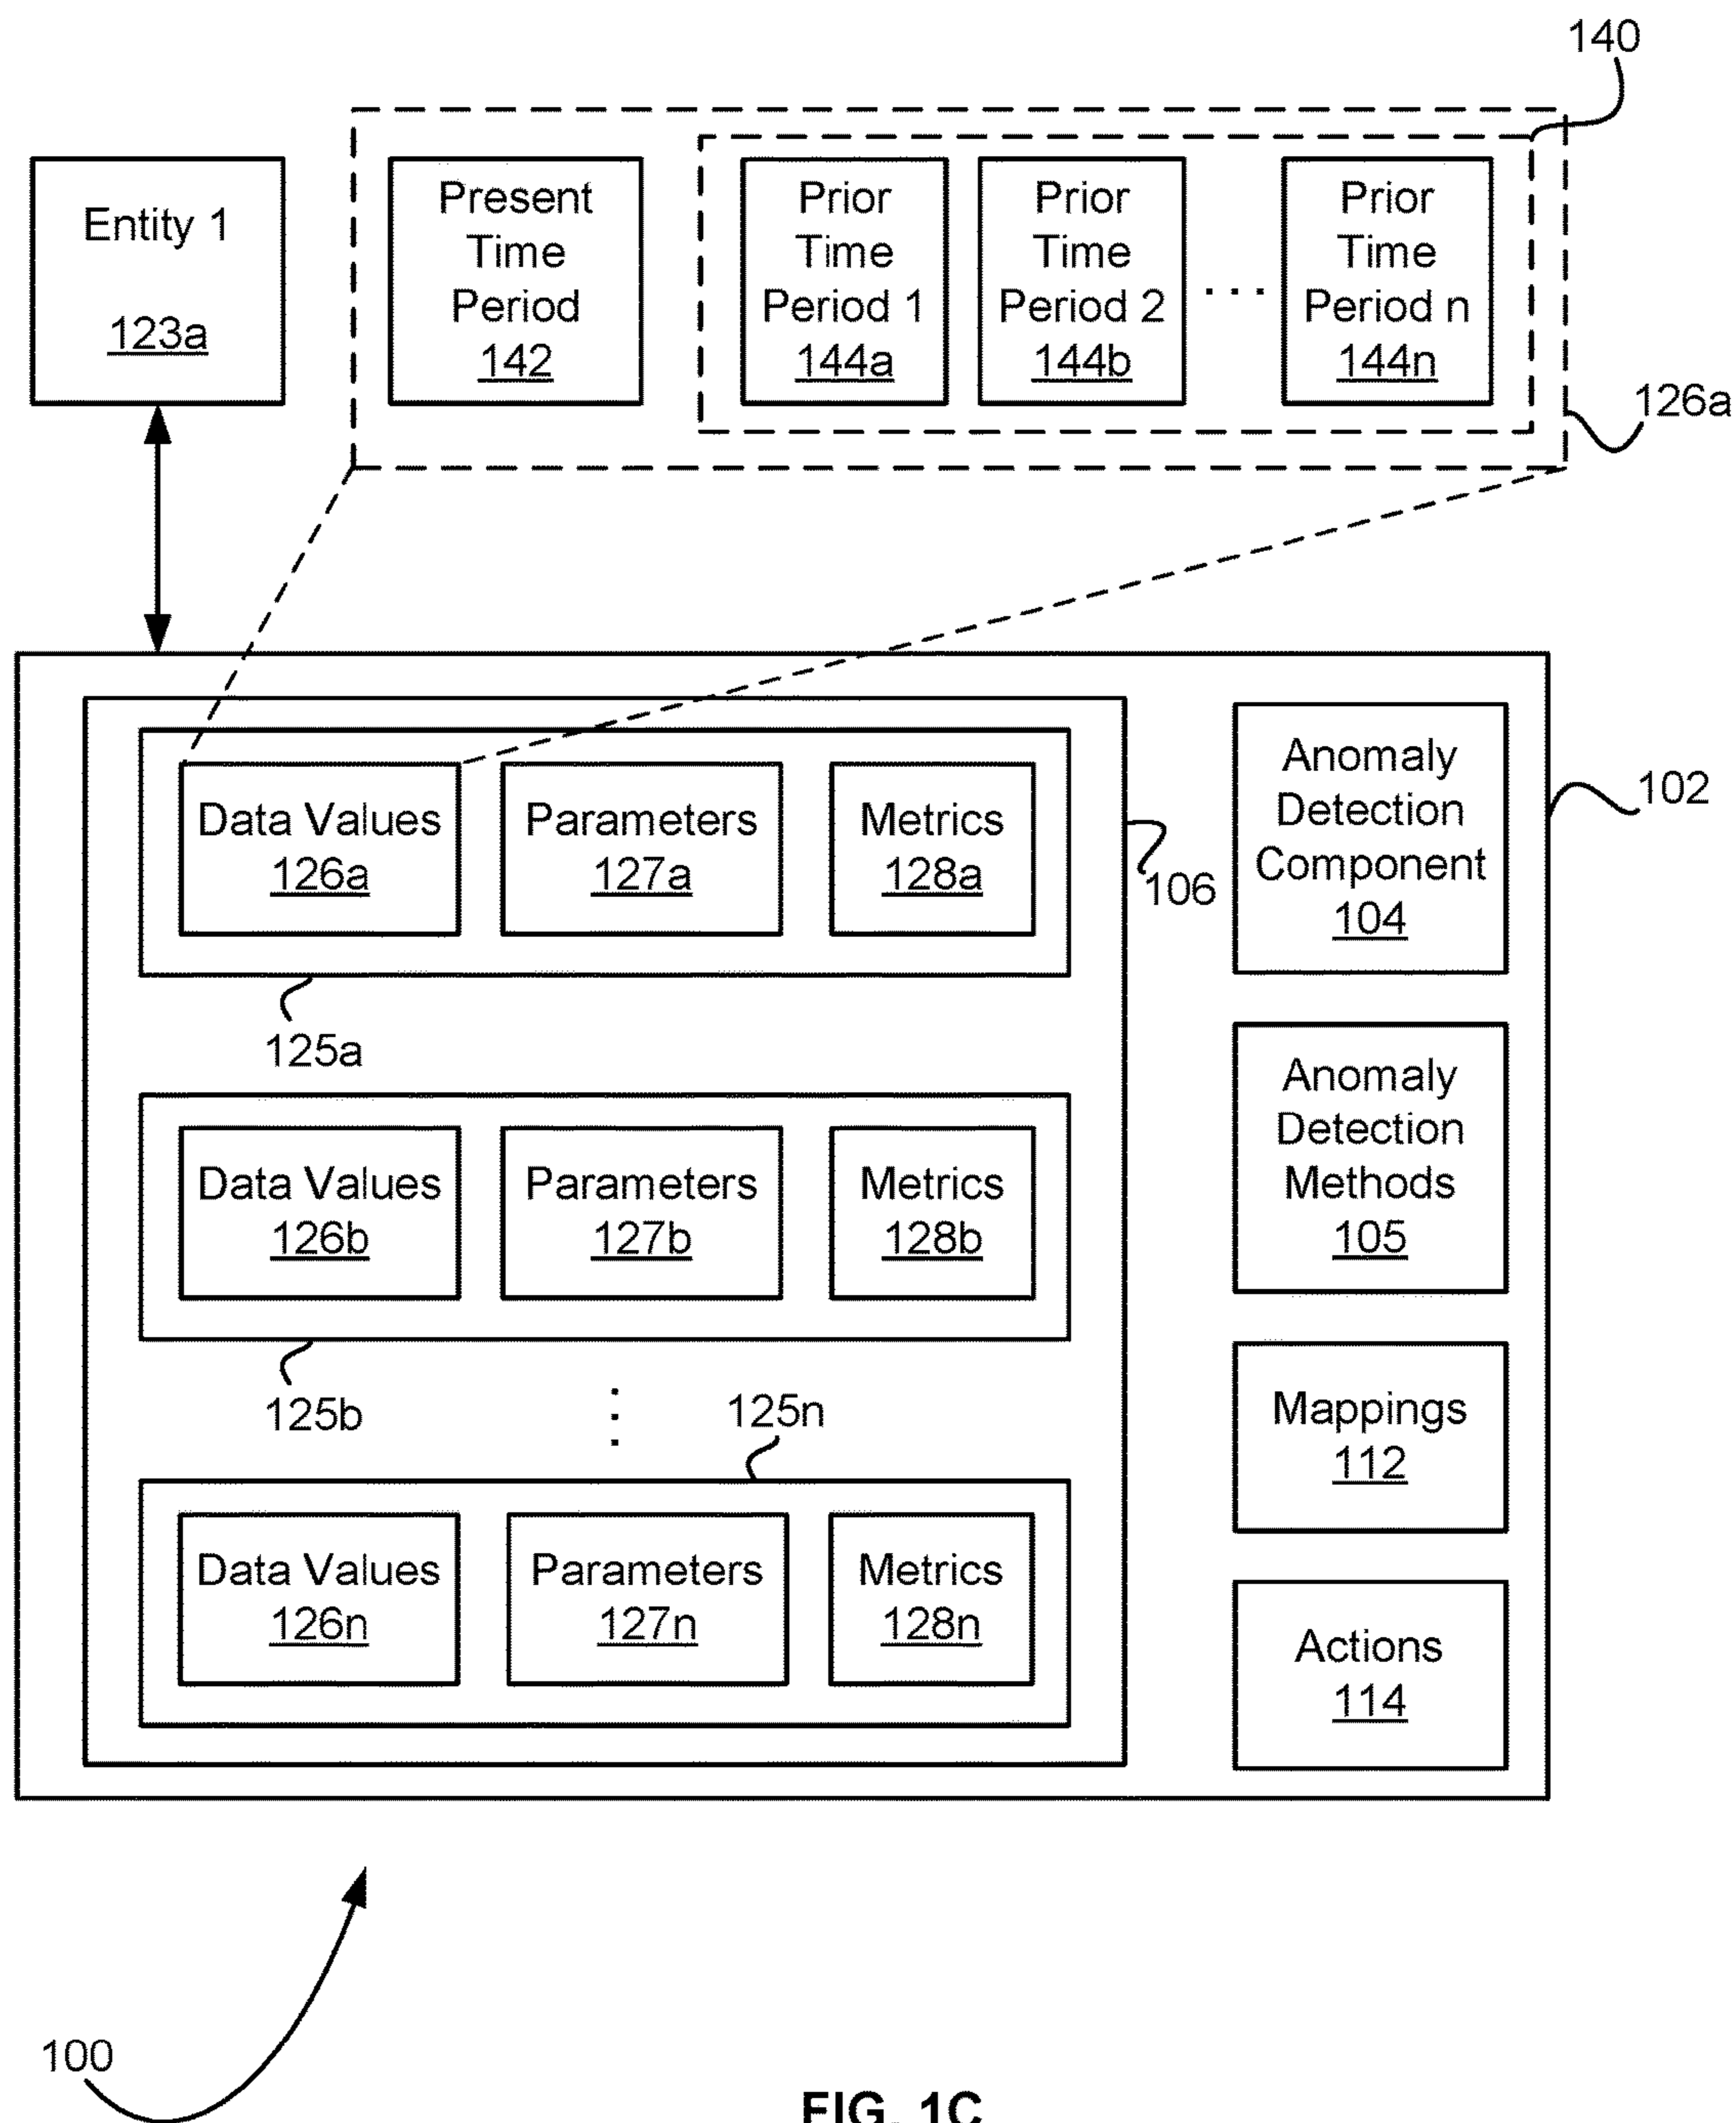 140
Entity 1
123a
Present
Time
Period
142
Prior
Time
Period 1
144a
Prior
Time
Period 2
144b
...
Prior
Time
Period n
144n
126a
102
106
Data Values
126a
Parameters
127a
Metrics
128a
125a
Data Values
126b
Parameters
127b
Metrics
128b
125b
125n
Data Values
126n
Parameters
127n
Metrics
128n
Anomaly
Detection
Component
104
Anomaly
Detection
Methods
105
Mappings
112
Actions
114
100
FIG. 1C